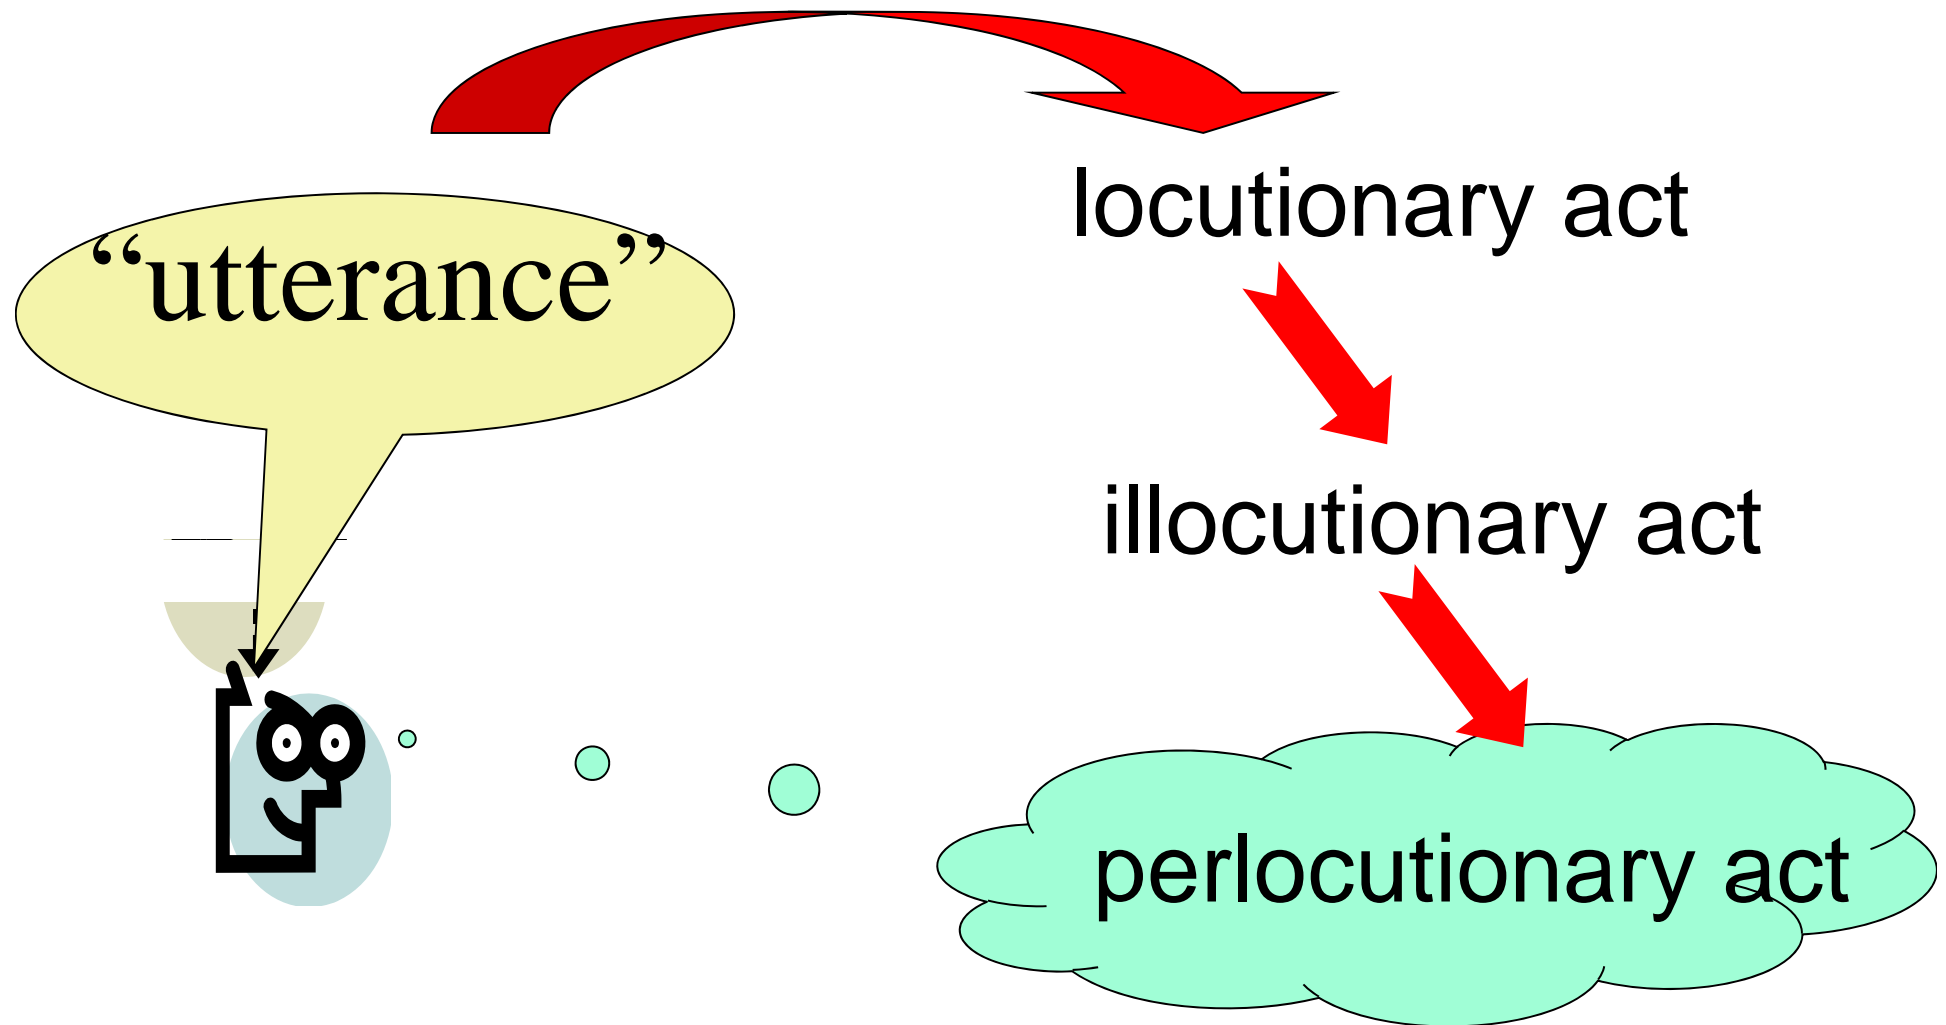 “utterance”
locutionary act
illocutionary act
perlocutionary act